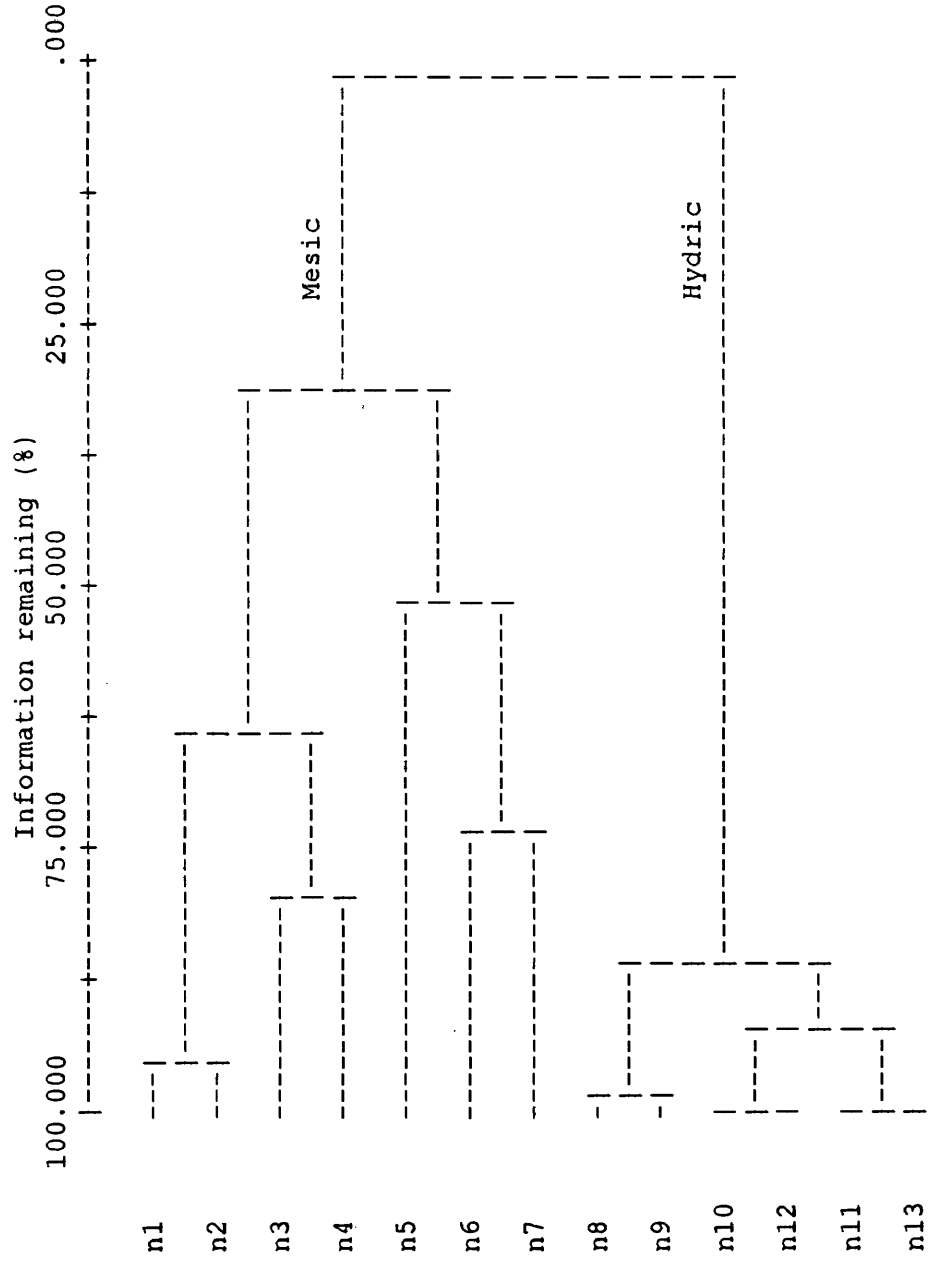 Information remaining (%)
100.000 75.000 50.000 25.000 .000
n1
n2
n3
n4
Mesic
n5
n6
n7
n8
n9
n10
Hydric
n12
n11
n13